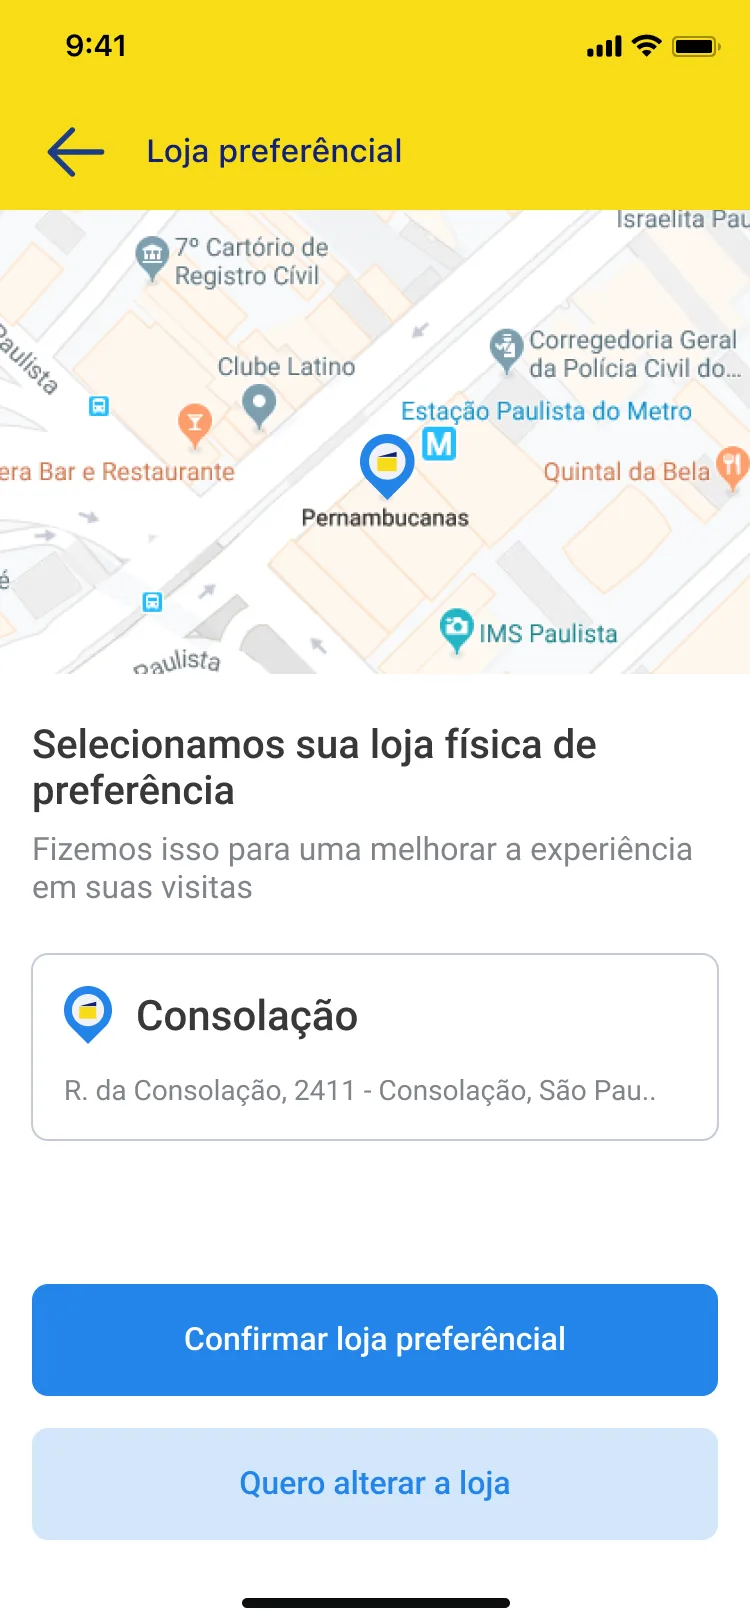 9:41
Loja preferêncial
Israelita Pau
7º Cartório de
Registro Cívil
Paulista
Corregedoria Geral
da Polícia Civil do...
Clube Latino
Estação Paulista do Metro
M
era Bar e Restaurante
Quintal da Bela
Pernambucanas
é
IMS Paulista
Paulista
Selecionamos sua loja física de
preferência
Fizemos isso para uma melhorar a experiência
em suas visitas
Consolação
R. da Consolação, 2411 - Consolação, São Pau..
Confirmar loja preferêncial
Quero alterar a loja